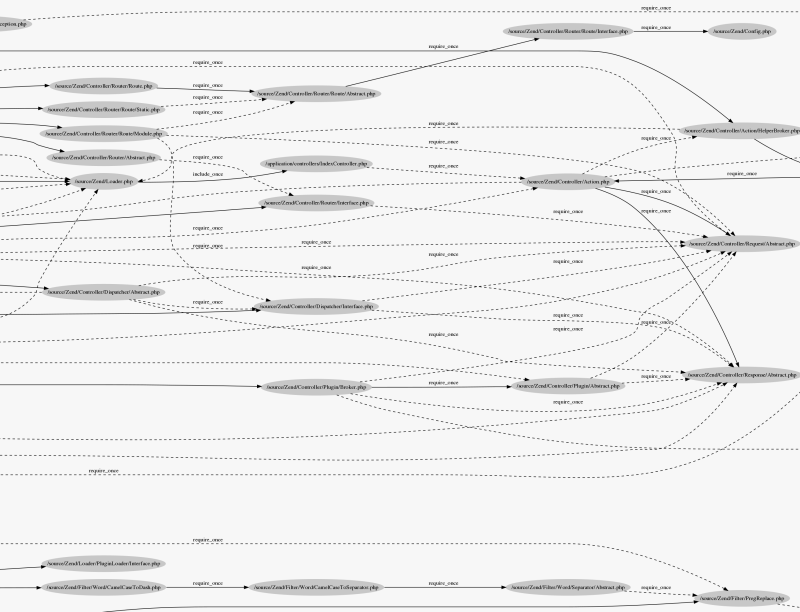 require_once
ception.php
/source/Zend/Controller/Router/Route/Interface.php
require_once
/source/Zend/Config.php
require_once
require_once
/source/Zend/Controller/Router/Route.php
require_once
/source/Zend/Controller/Router/Route/Abstract.php
require_once
/source/Zend/Controller/Router/Route/Static.php
require_once
/source/Zend/Controller/Router/Route/Module.php
require_once
require_once
/source/Zend/Controller/Action/HelperBroker.php
/source/Zend/Controller/Router/Abstract.php
require_once
/application/controllers/IndexController.php
require_once
include_once
require_once
/source/Zend/Loader.php
/source/Zend/Controller/Action.php
require_once
/source/Zend/Controller/Router/Interface.php
require_once
require_once
require_once
require_once
require_once
/source/Zend/Controller/Response/Abstract.php
require_once
require_once
/source/Zend/Controller/Dispatcher/Abstract.php
require_once
require_once
/source/Zend/Controller/Dispatcher/Interface.php
require_once
require_once
require_once
require_once
/source/Zend/Controller/Response/Abstract.php
require_once
/source/Zend/Controller/Plugin/Broker.php
require_once
/source/Zend/Controller/Plugin/Abstract.php
require_once
require_once
require_once
/source/Zend/Loader/PluginLoader/Interface.php
/source/Zend/Filter/Word/CamelCaseToDash.php
require_once
/source/Zend/Filter/Word/CamelCaseToSeparator.php
require_once
/source/Zend/Filter/Word/Separator/Abstract.php
require_once
/source/Zend/Filter/PregReplace.php